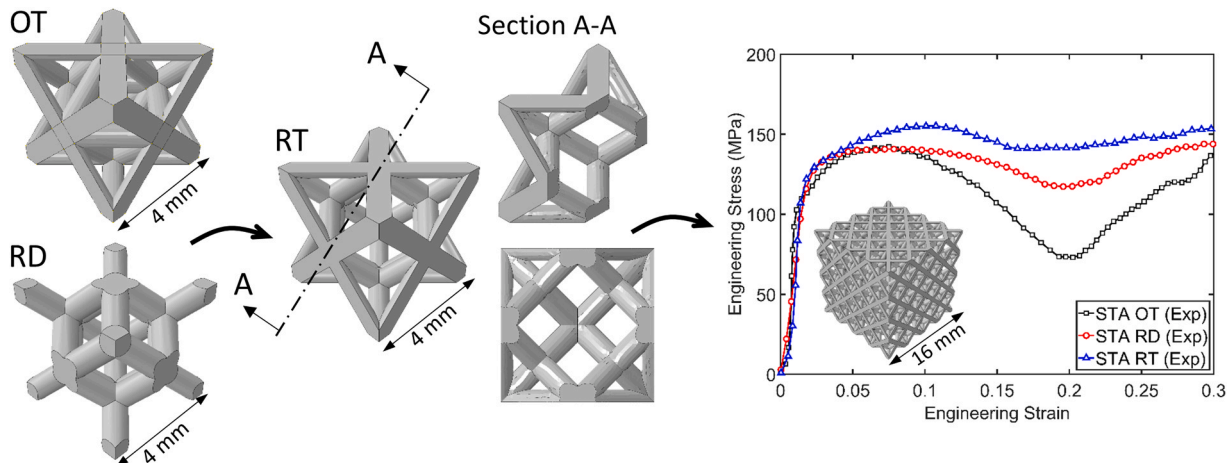 OT
4 mm
RD
4 mm
RT
A
A
4 mm
Section A-A
Engineering Stress (MPa)
200
150
100
50
0
0
0.05
0.1
0.15
0.2
0.25
0.3
Engineering Strain
16 mm
STA OT (Exp)
STA RD (Exp)
STA RT (Exp)